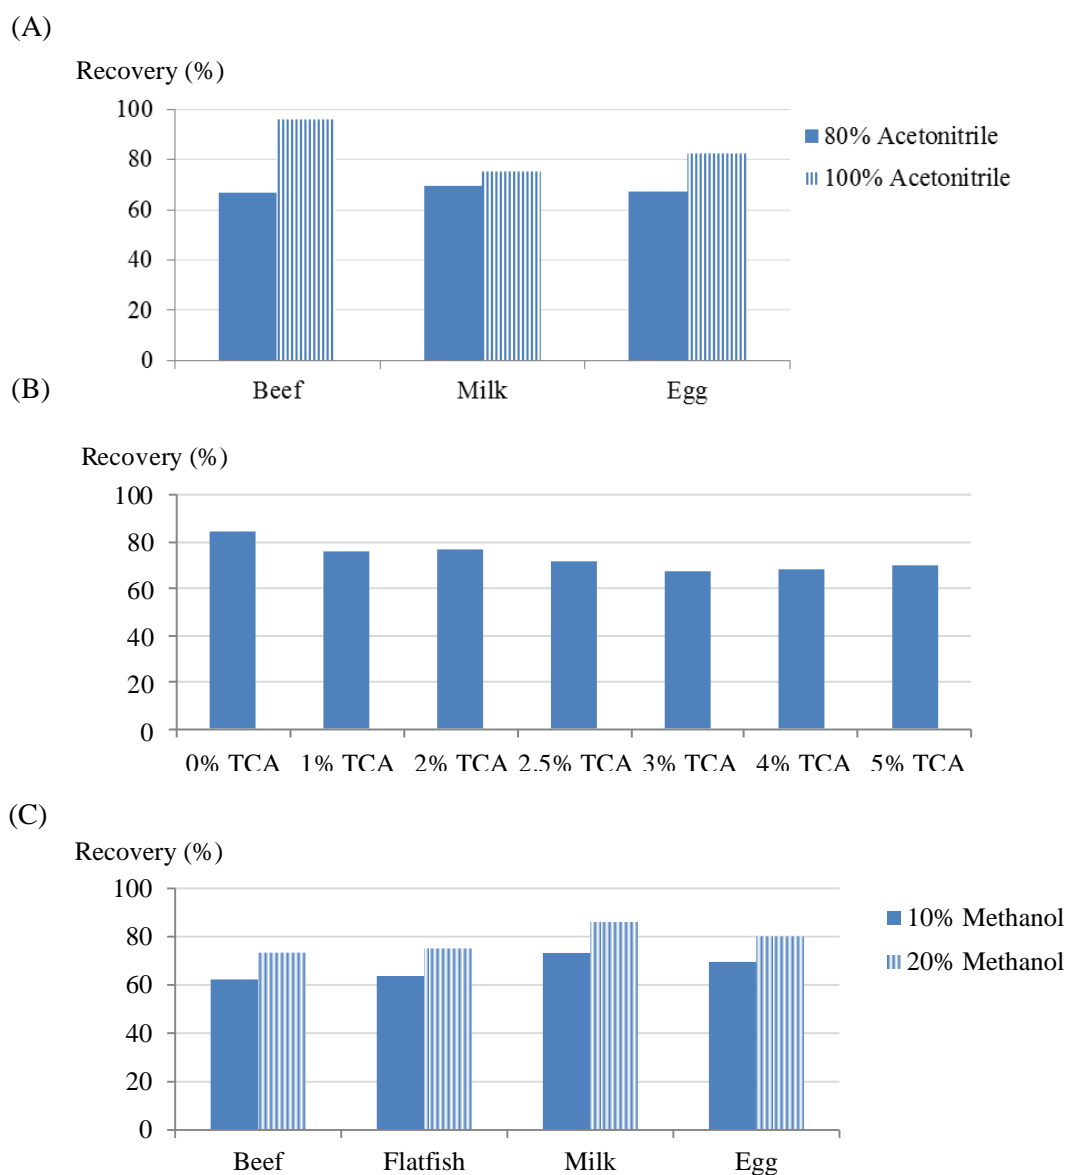 (A)
Recovery (%)
100
80
60
40
20
0
80% Acetonitrile
100% Acetonitrile
Beef Milk Egg
(B)
Recovery (%)
100
80
60
40
20
0
0% TCA 1% TCA 2% TCA 2.5% TCA 3% TCA 4% TCA 5% TCA
(C)
Recovery (%)
100
80
60
40
20
0
10% Methanol
20% Methanol
Beef Flatfish Milk Egg